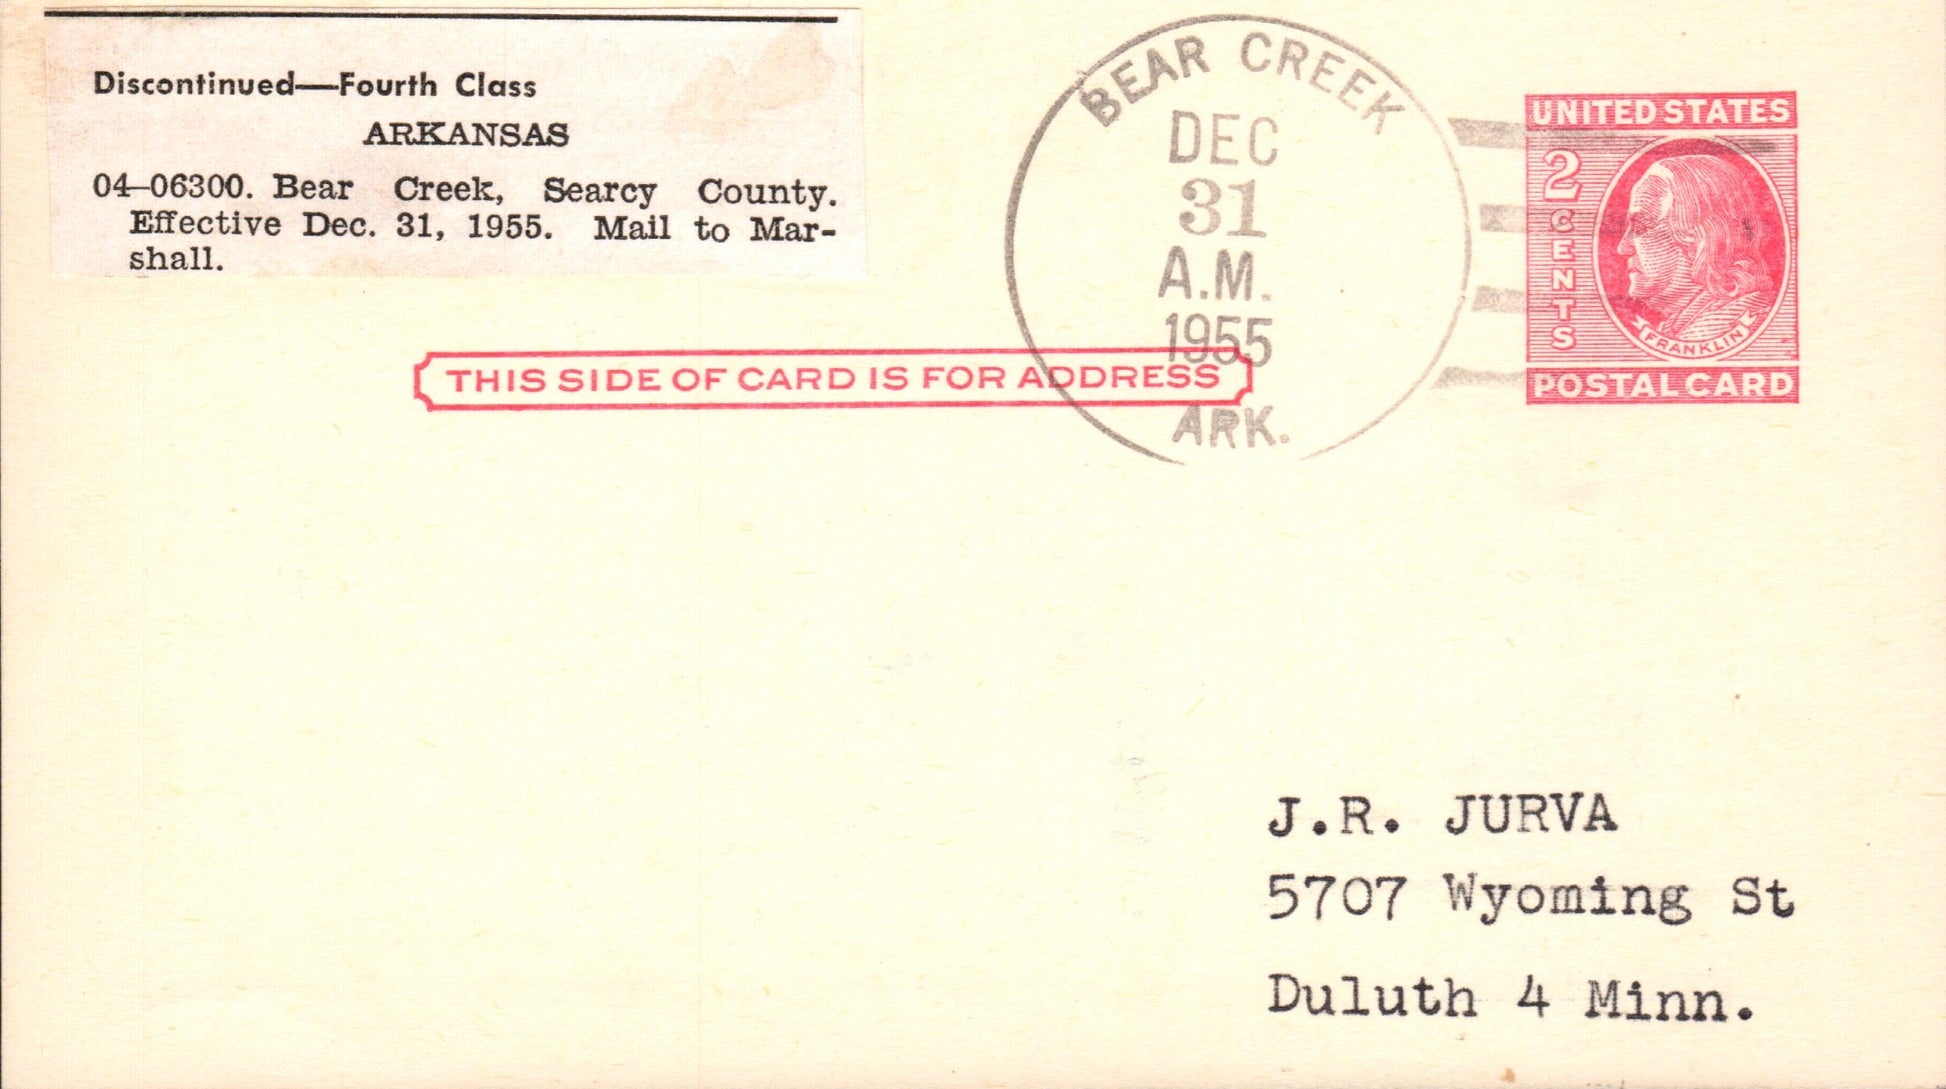 Discontinued—Fourth Class
ARKANSAS
04–06300. Bear Creek, Searcy County.
Effective Dec. 31, 1955. Mail to Mar-
shall.
BEAR CREEK
DEC
31
A.M.
1955
ARK.
UNITED STATES
2
CENTS
FRANKLIN
POSTAL CARD
THIS SIDE OF CARD IS FOR ADDRESS
J.R. JURVA
5707 Wyoming St
Duluth 4 Minn.